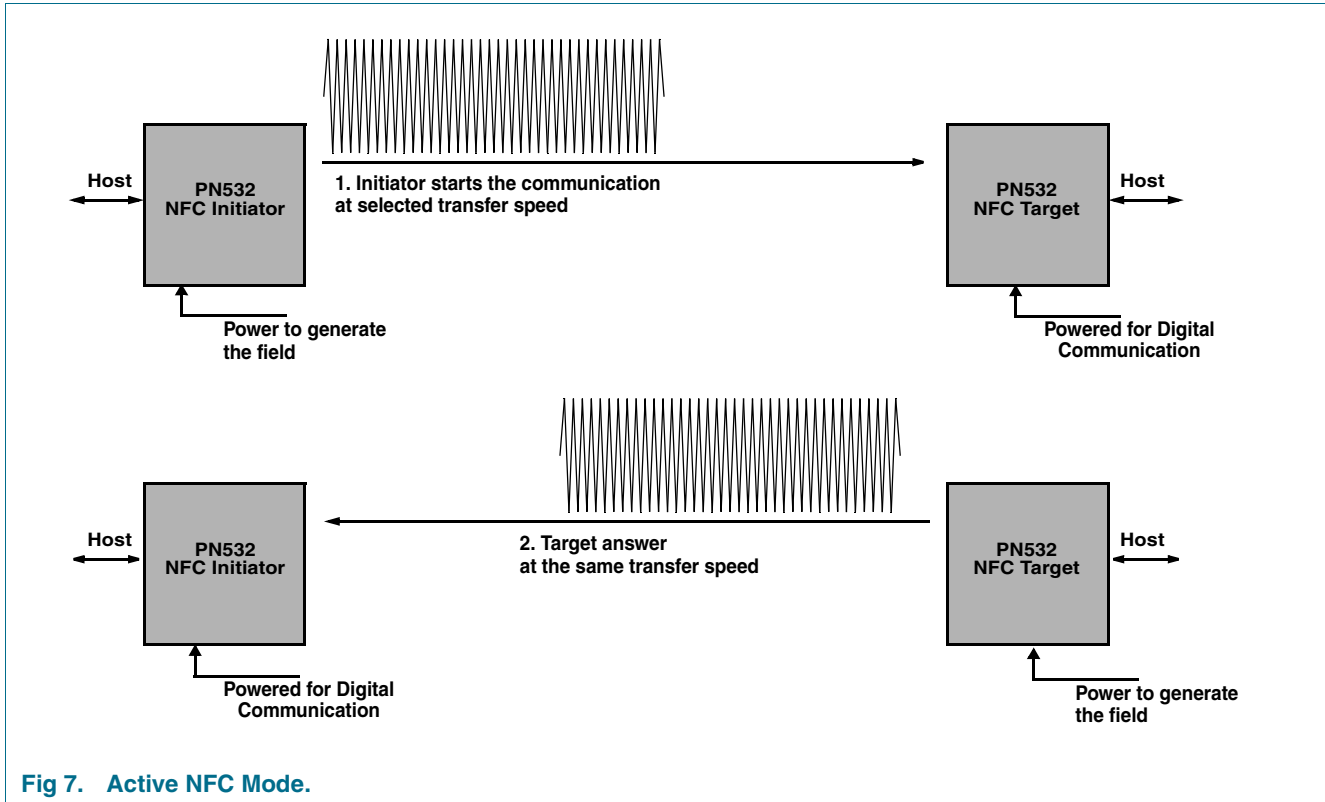 Host
PN532
NFC Initiator
1. Initiator starts the communication
at selected transfer speed
PN532
NFC Target
Host
Power to generate
the field
Powered for Digital
Communication
Host
PN532
NFC Initiator
2. Target answer
at the same transfer speed
PN532
NFC Target
Host
Powered for Digital
Communication
Power to generate
the field
Fig 7. Active NFC Mode.